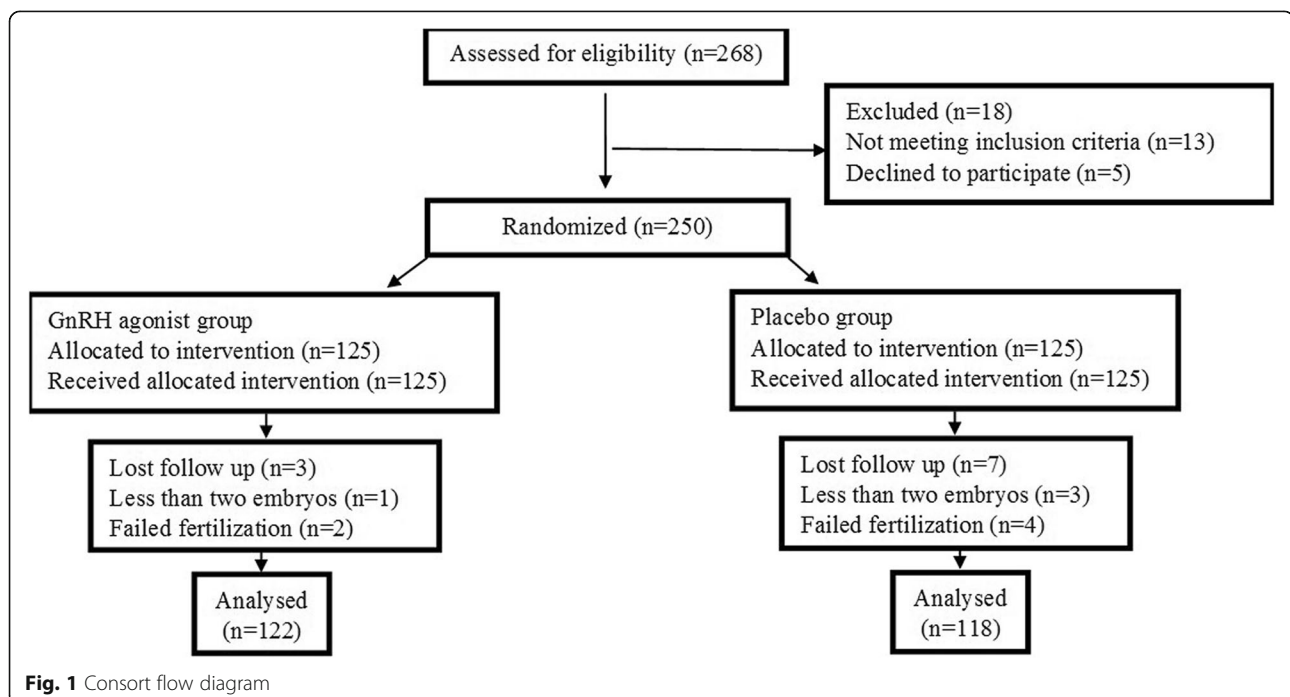 Assessed for eligibility (n=268)
Excluded (n=18)
Not meeting inclusion criteria (n=13)
Declined to participate (n=5)
Randomized (n=250)
GnRH agonist group
Allocated to intervention (n=125)
Received allocated intervention (n=125)
Placebo group
Allocated to intervention (n=125)
Received allocated intervention (n=125)
Lost follow up (n=3)
Less than two embryos (n=1)
Failed fertilization (n=2)
Lost follow up (n=7)
Less than two embryos (n=3)
Failed fertilization (n=4)
Analysed
(n=122)
Analysed
(n=118)
Fig. 1 Consort flow diagram